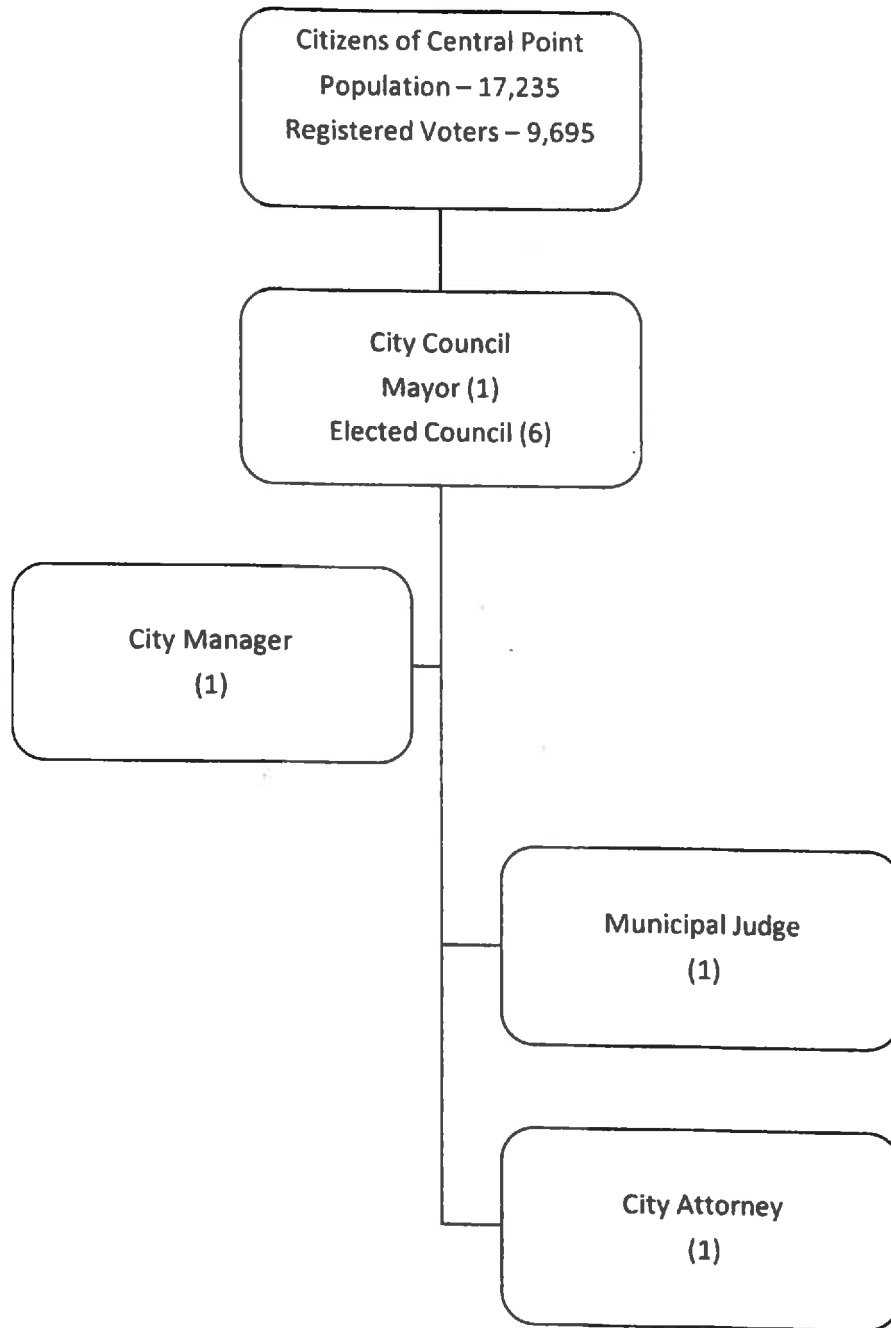 Citizens of Central Point
Population – 17,235
Registered Voters – 9,695
City Council
Mayor (1)
Elected Council (6)
City Manager
(1)
Municipal Judge
(1)
City Attorney
(1)